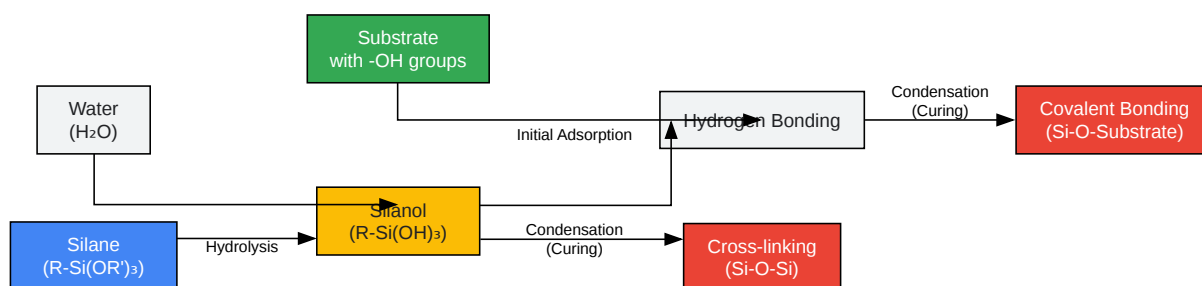 Substrate
with -OH groups
Water
(H₂O)
Condensation
(Curing)
Covalent Bonding
(Si-O-Substrate)
Hydrogen Bonding
Initial Adsorption
Silanol
(R-Si(OH)₃)
Silane
(R-Si(OR')₃)
Hydrolysis
Condensation
(Curing)
Cross-linking
(Si-O-Si)